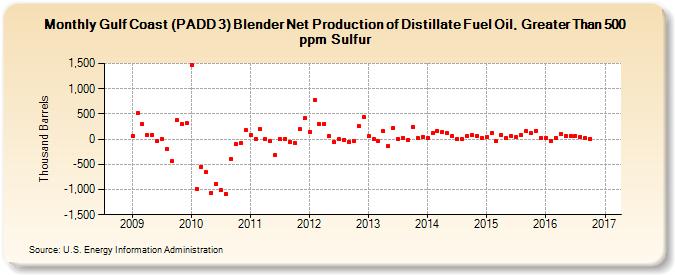 Monthly Gulf Coast (PADD 3) Blender Net Production of Distillate Fuel Oil, Greater Than 500
ppm Sulfur
Thousand Barrels
1,500
1,000
500
0
-500
-1,000
-1,500
2009 2010 2011 2012 2013 2014 2015 2016 2017
Source: U.S. Energy Information Administration